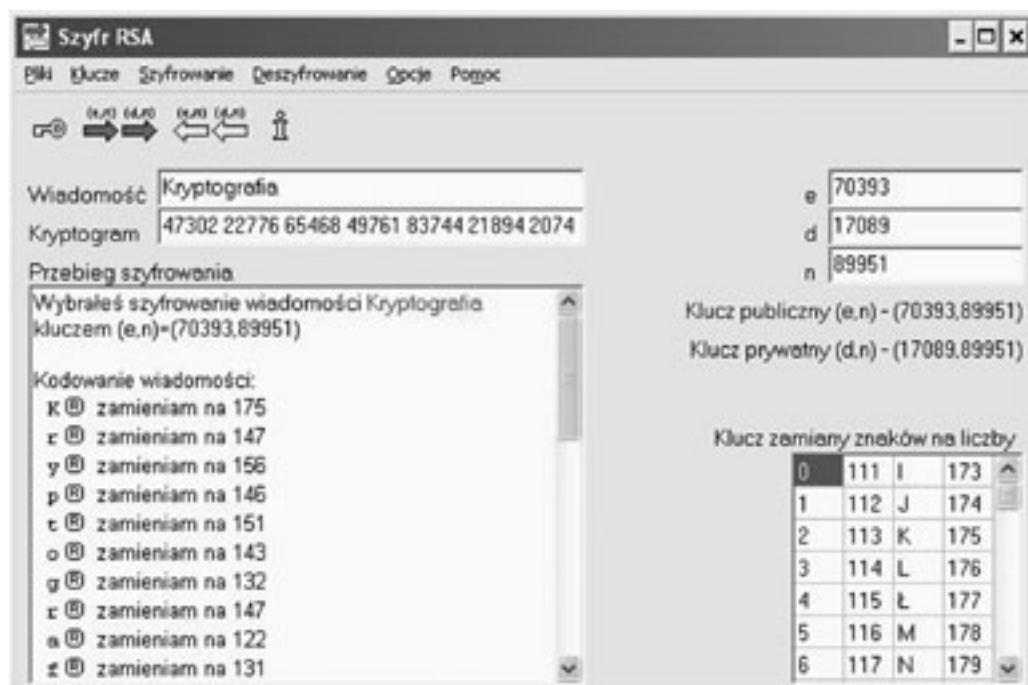 Szyfr RSA
Pliki Klucze Szyfrowanie Deszyfrowanie Opcje Pomoc
(e,n) (d,n) (e,n) (d,n)
Wiadomość Kryptografia
Kryptogram 47302 22776 65468 49761 83744 21894 2074
Przebieg szyfrowania
Wybrałeś szyfrowanie wiadomości Kryptografia
kluczem (e,n)=(70393,89951)
Kodowanie wiadomości:
K ® zamieniam na 175
r ® zamieniam na 147
y ® zamieniam na 156
p ® zamieniam na 146
t ® zamieniam na 151
o ® zamieniam na 143
g ® zamieniam na 132
r ® zamieniam na 147
a ® zamieniam na 122
f ® zamieniam na 131
e 70393
d 17089
n 89951
Klucz publiczny (e,n) - (70393,89951)
Klucz prywatny (d,n) - (17089,89951)
Klucz zamiany znaków na liczby
0 111 I 173
1 112 J 174
2 113 K 175
3 114 L 176
4 115 Ł 177
5 116 M 178
6 117 N 179